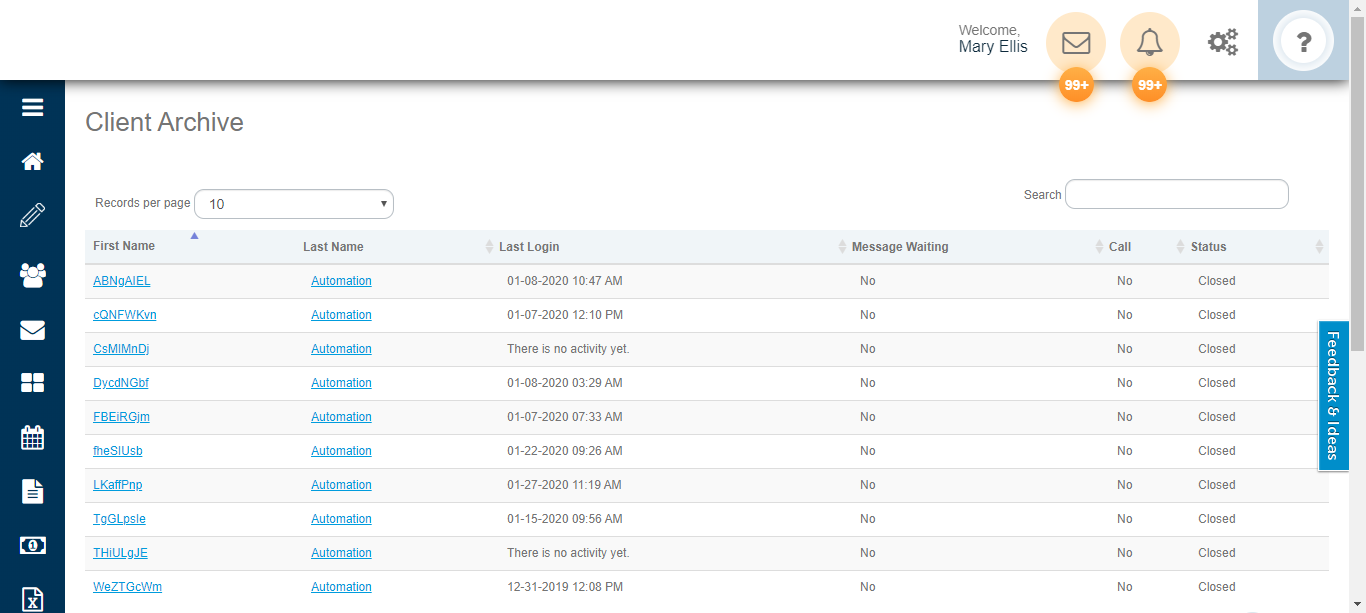 Welcome,
Mary Ellis
?
99+
99+
Client Archive
Records per page 10
Search
First Name Last Name Last Login Message Waiting Call Status
ABNgAIEL Automation 01-08-2020 10:47 AM No No Closed
cQNFWKvn Automation 01-07-2020 12:10 PM No No Closed
CsMlMnDj Automation There is no activity yet. No No Closed
DycdNGbf Automation 01-08-2020 03:29 AM No No Closed
FBEiRGjm Automation 01-07-2020 07:33 AM No No Closed
fheSlUsb Automation 01-22-2020 09:26 AM No No Closed
LKaffPnp Automation 01-27-2020 11:19 AM No No Closed
TgGLpsle Automation 01-15-2020 09:56 AM No No Closed
THiULgJE Automation There is no activity yet. No No Closed
WeZTGcWm Automation 12-31-2019 12:08 PM No No Closed
Feedback & Ideas